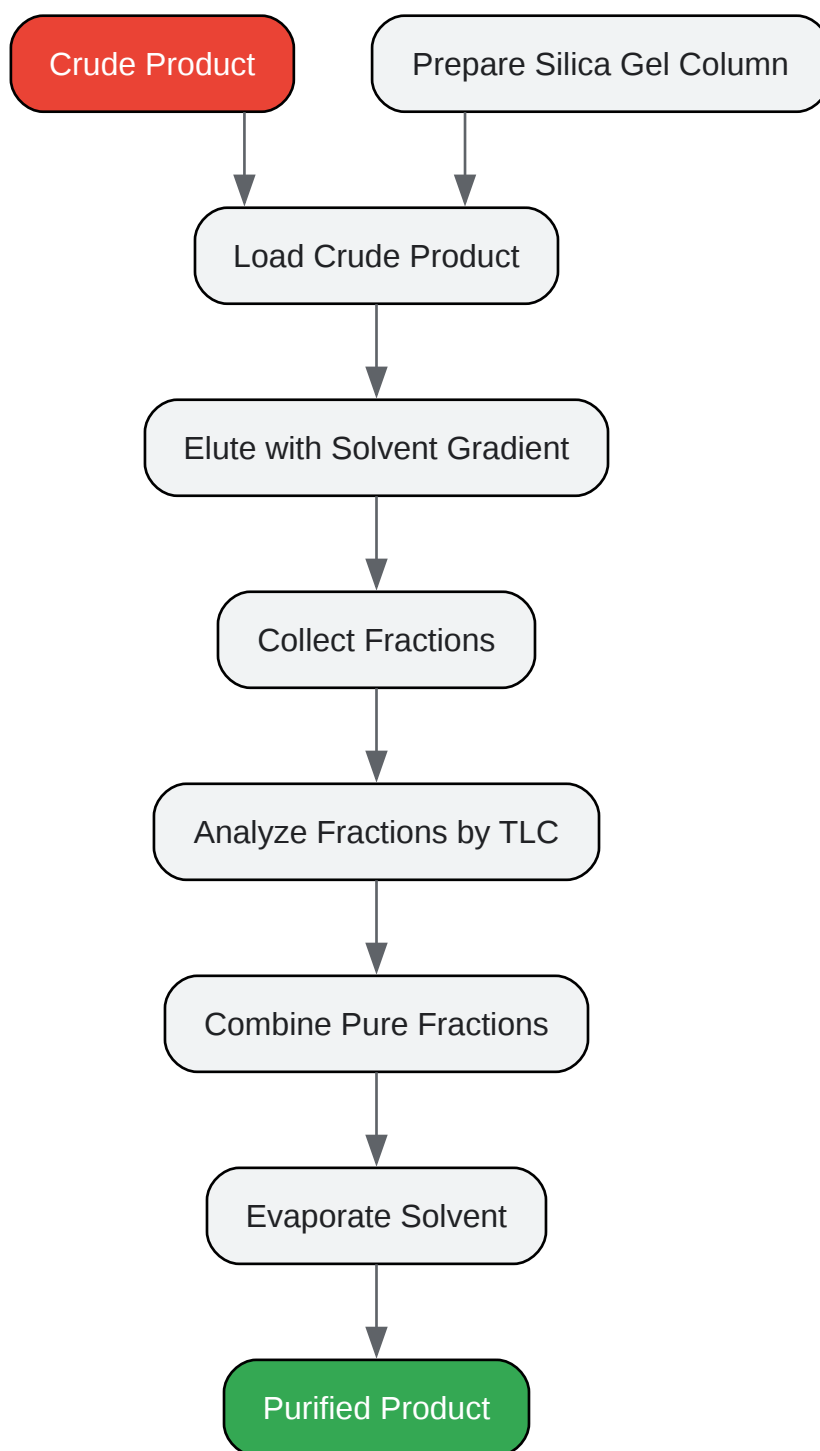 Crude Product
Prepare Silica Gel Column
Load Crude Product
Elute with Solvent Gradient
Collect Fractions
Analyze Fractions by TLC
Combine Pure Fractions
Evaporate Solvent
Purified Product